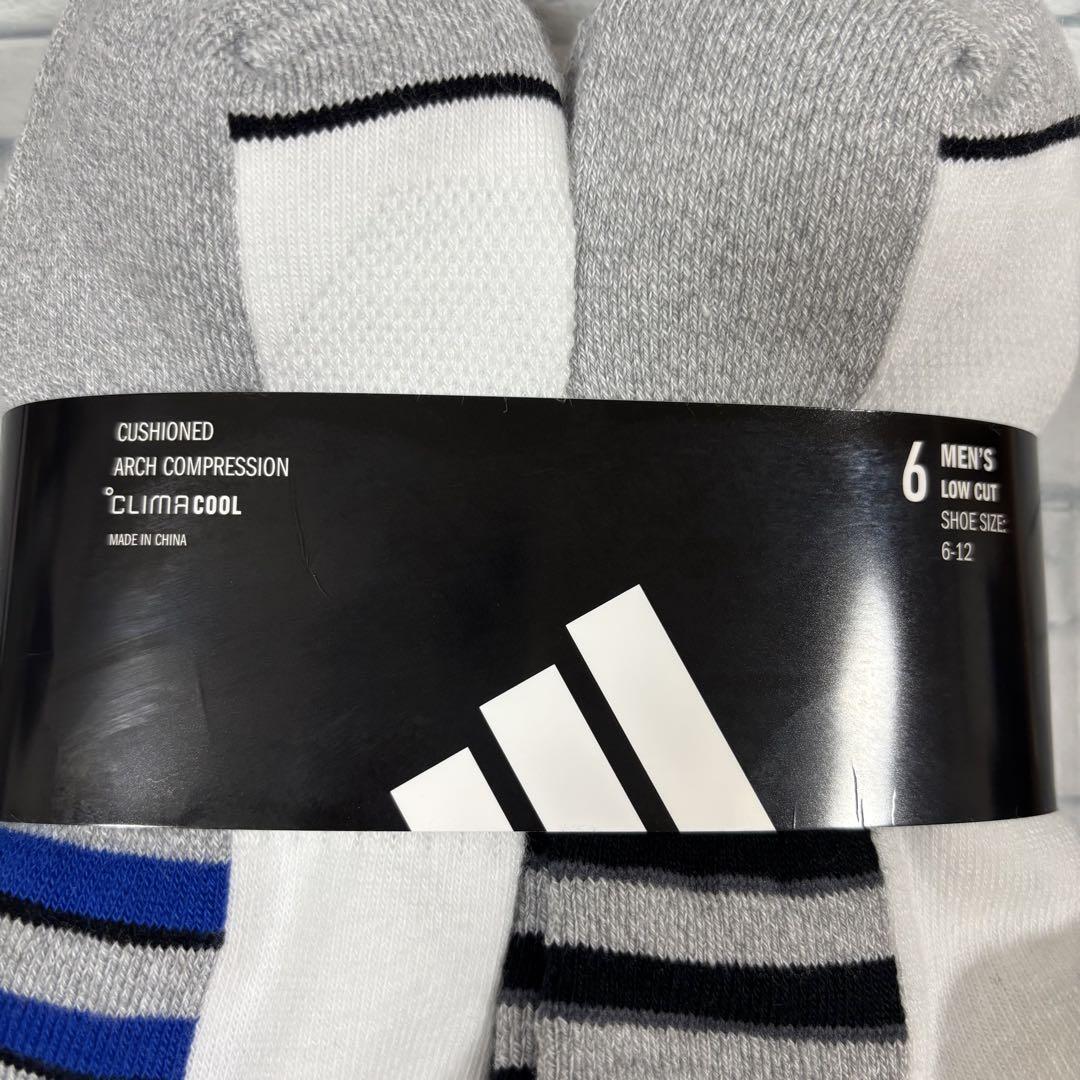 CUSHIONED
ARCH COMPRESSION
°CLIMACOOL
MADE IN CHINA
6 MEN'S
LOW CUT
SHOE SIZE:
6-12